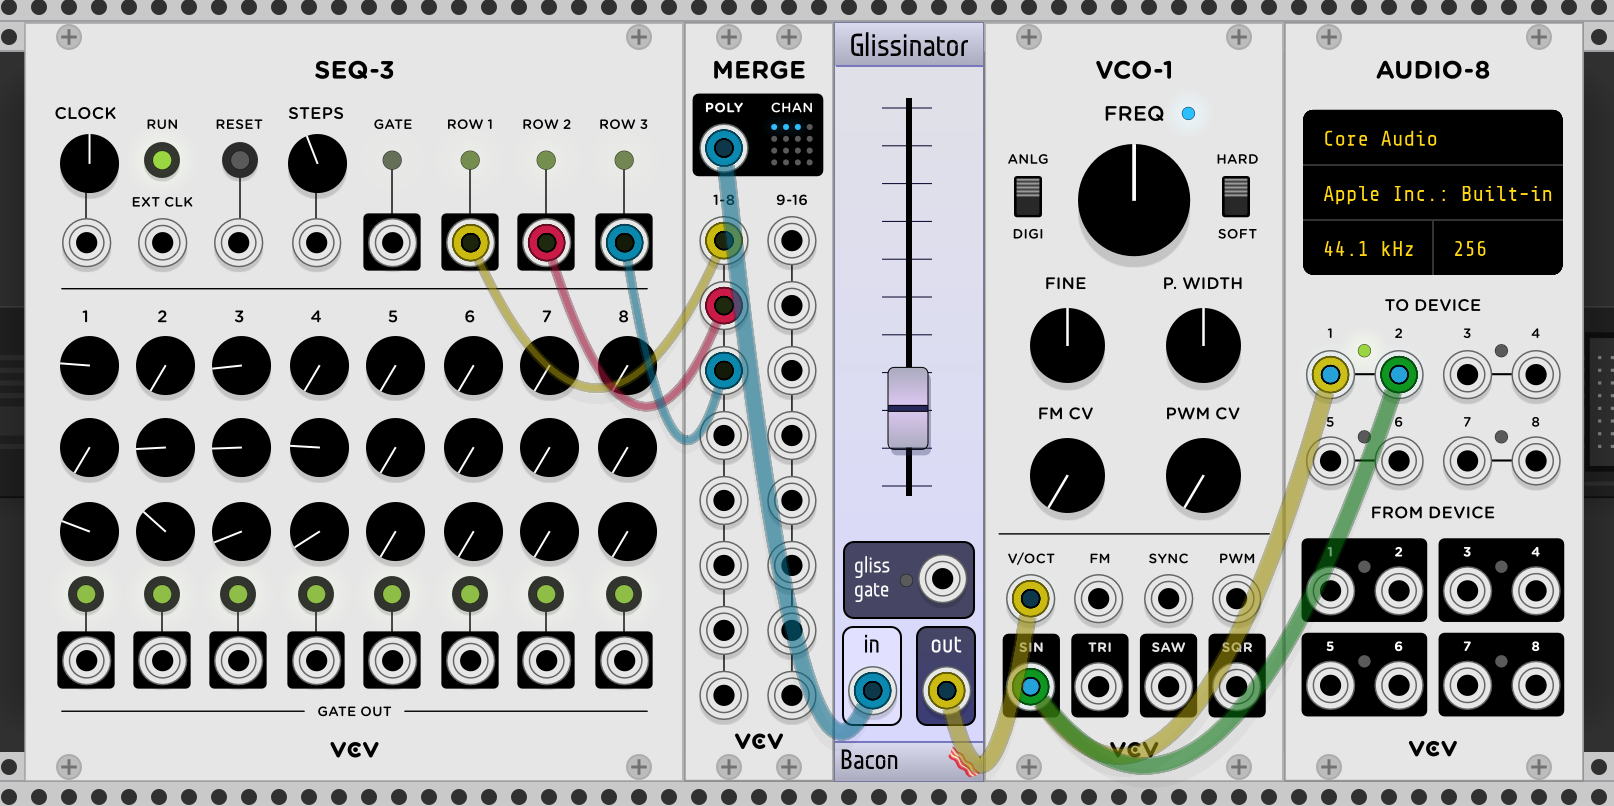 SEQ-3
CLOCK
RUN
RESET
STEPS
GATE
ROW 1
ROW 2
ROW 3
EXT CLK
1 2 3 4 5 6 7 8
GATE OUT
VCV
MERGE
POLY
CHAN
1-8
9-16
VCV
Glissinator
gliss
gate
in
out
Bacon
VCO-1
FREQ
ANLG
HARD
DIGI
SOFT
FINE
P. WIDTH
FM CV
PWM CV
V/OCT
FM
SYNC
PWM
SIN
TRI
SAW
SQR
VCV
AUDIO-8
Core Audio
Apple Inc.: Built-in
44.1 kHz
256
TO DEVICE
1 2 3 4
5 6 7 8
FROM DEVICE
1 2 3 4
5 6 7 8
VCV